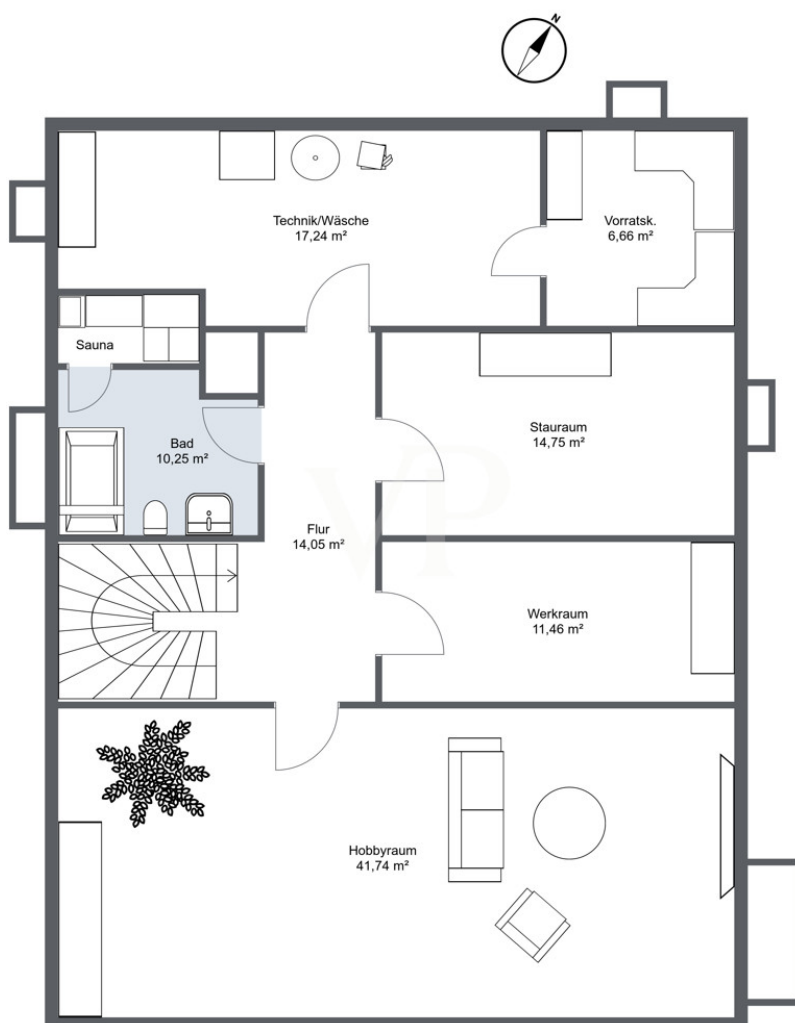 N
Technik/Wäsche
17,24 m²
Vorratsk.
6,66 m²
Sauna
Stauraum
14,75 m²
Bad
10,25 m²
VP
Flur
14,05 m²
Werkraum
11,46 m²
Hobbyraum
41,74 m²